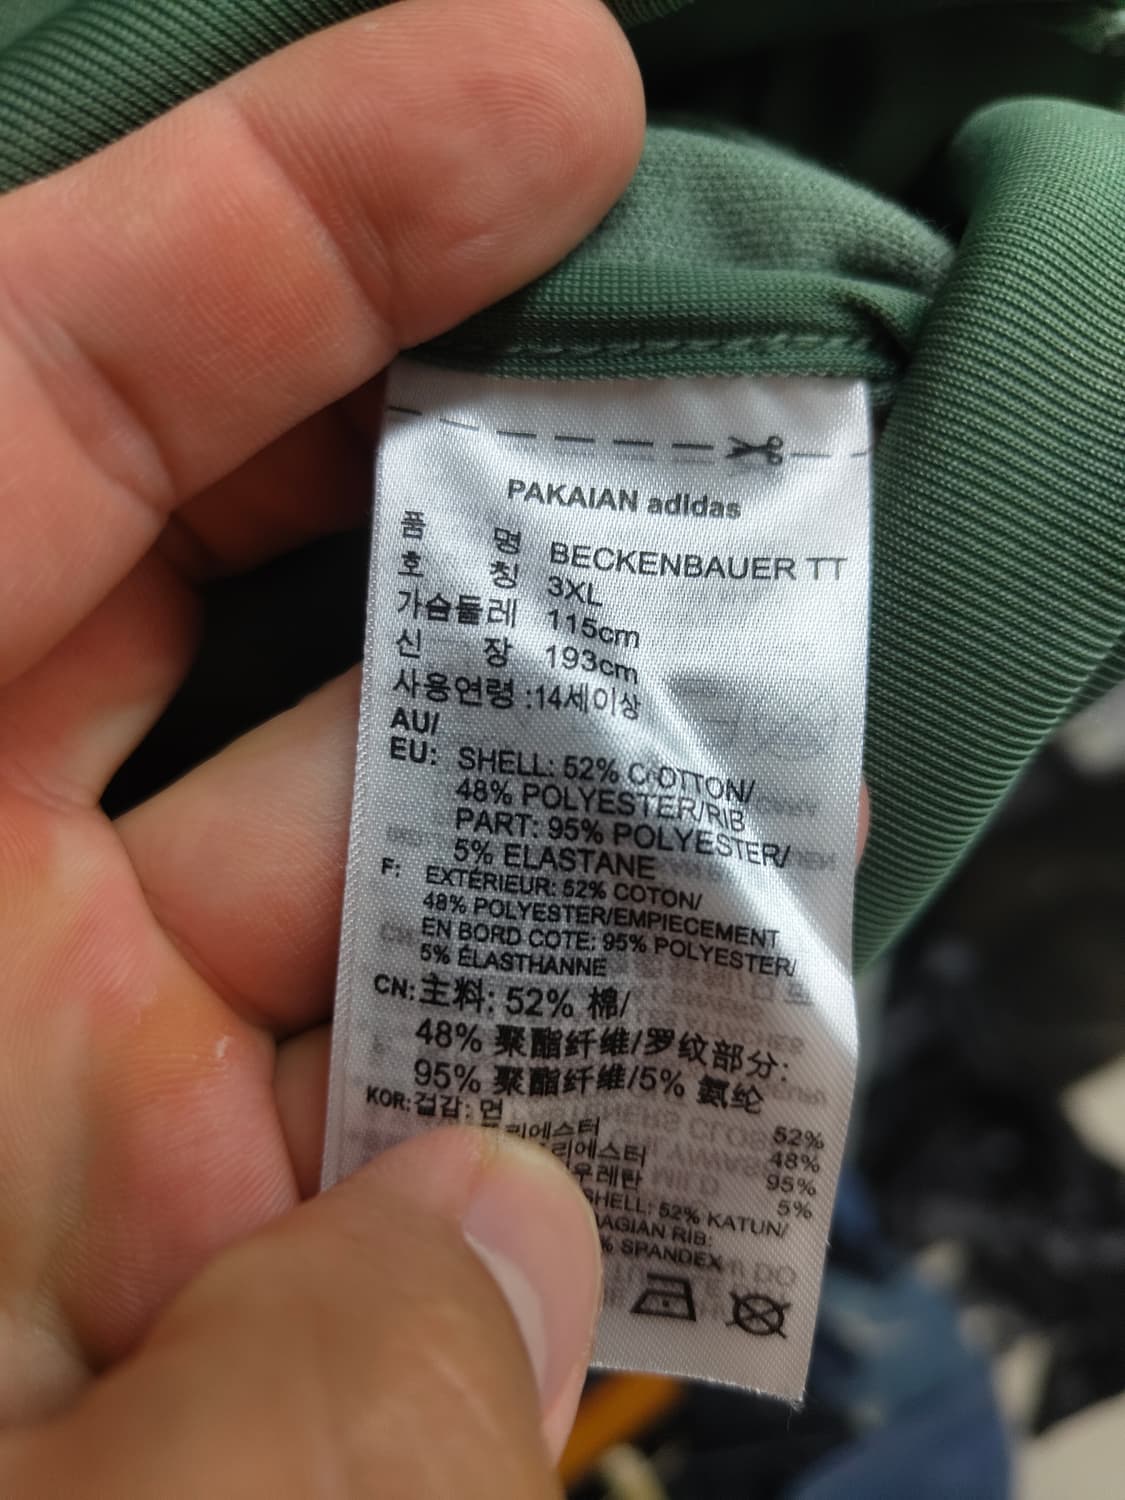 PAKAIAN adidas
품 명 BECKENBAUER TT
호 칭 3XL
가슴둘레 115cm
신 장 193cm
사용연령 :14세이상
AU/
EU: SHELL: 52% COTTON/
48% POLYESTER/RIB
PART: 95% POLYESTER/
5% ELASTANE
F: EXTÉRIEUR: 52% COTON/
48% POLYESTER/EMPIECEMENT
EN BORD COTE: 95% POLYESTER/
5% ÉLASTHANNE
CN: 主料: 52% 棉/
48% 聚酯纤维/罗纹部分:
95% 聚酯纤维/5% 氨纶
KOR: 겉감: 면 52%
리에스터 48%
리에스터 95%
우레탄 5%
SHELL: 52% KATUN/
AGIAN RIB:
% SPANDEX